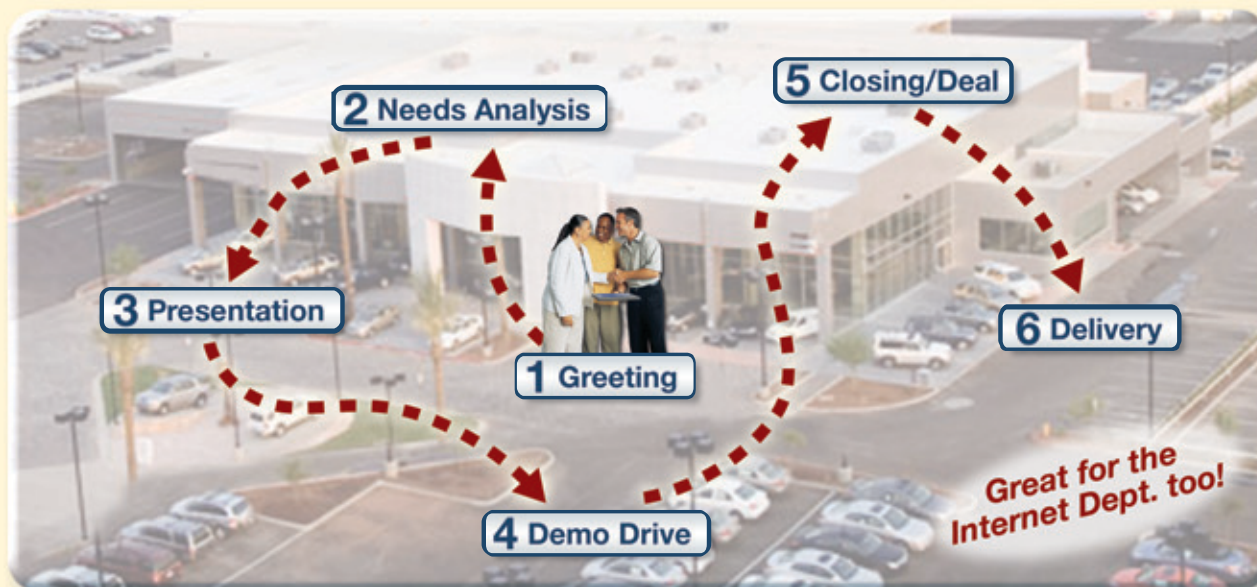 1 Greeting
2 Needs Analysis
3 Presentation
4 Demo Drive
5 Closing/Deal
6 Delivery
Great for the
Internet Dept. too!